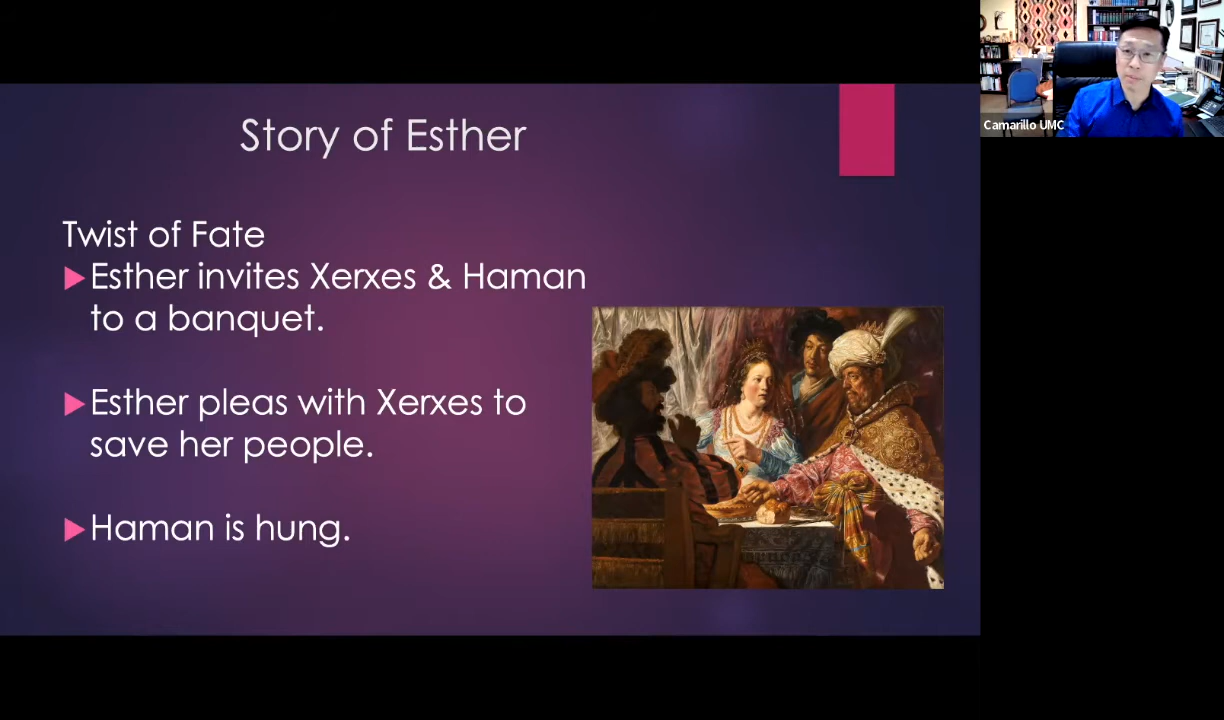 Story of Esther
Twist of Fate
Esther invites Xerxes & Haman
to a banquet.
Esther pleas with Xerxes to
save her people.
Haman is hung.
Camarillo UMC